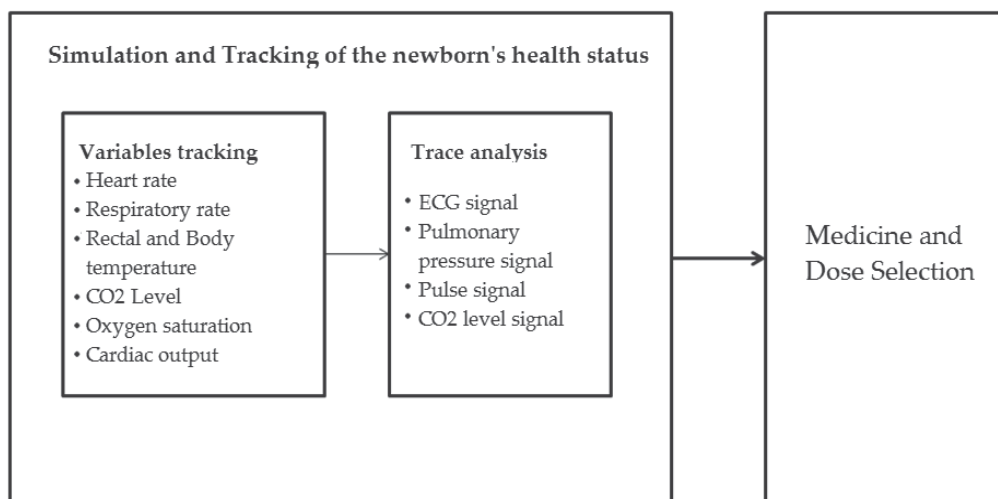 Simulation and Tracking of the newborn's health status
Variables tracking
• Heart rate
• Respiratory rate
• Rectal and Body
temperature
• CO2 Level
• Oxygen saturation
• Cardiac output
Trace analysis
• ECG signal
• Pulmonary
pressure signal
• Pulse signal
• CO2 level signal
Medicine and
Dose Selection